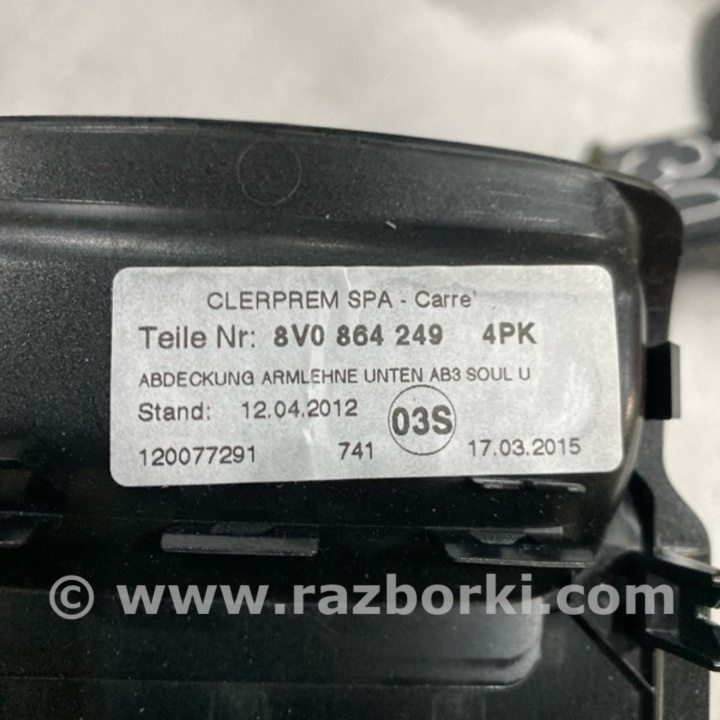 CLERPREM SPA - Carre'
Teile Nr: 8V0 864 249 4PK
ABDECKUNG ARMLEHNE UNTEN AB3 SOUL U
Stand: 12.04.2012 03S
120077291 741 17.03.2015
© www.razborki.com